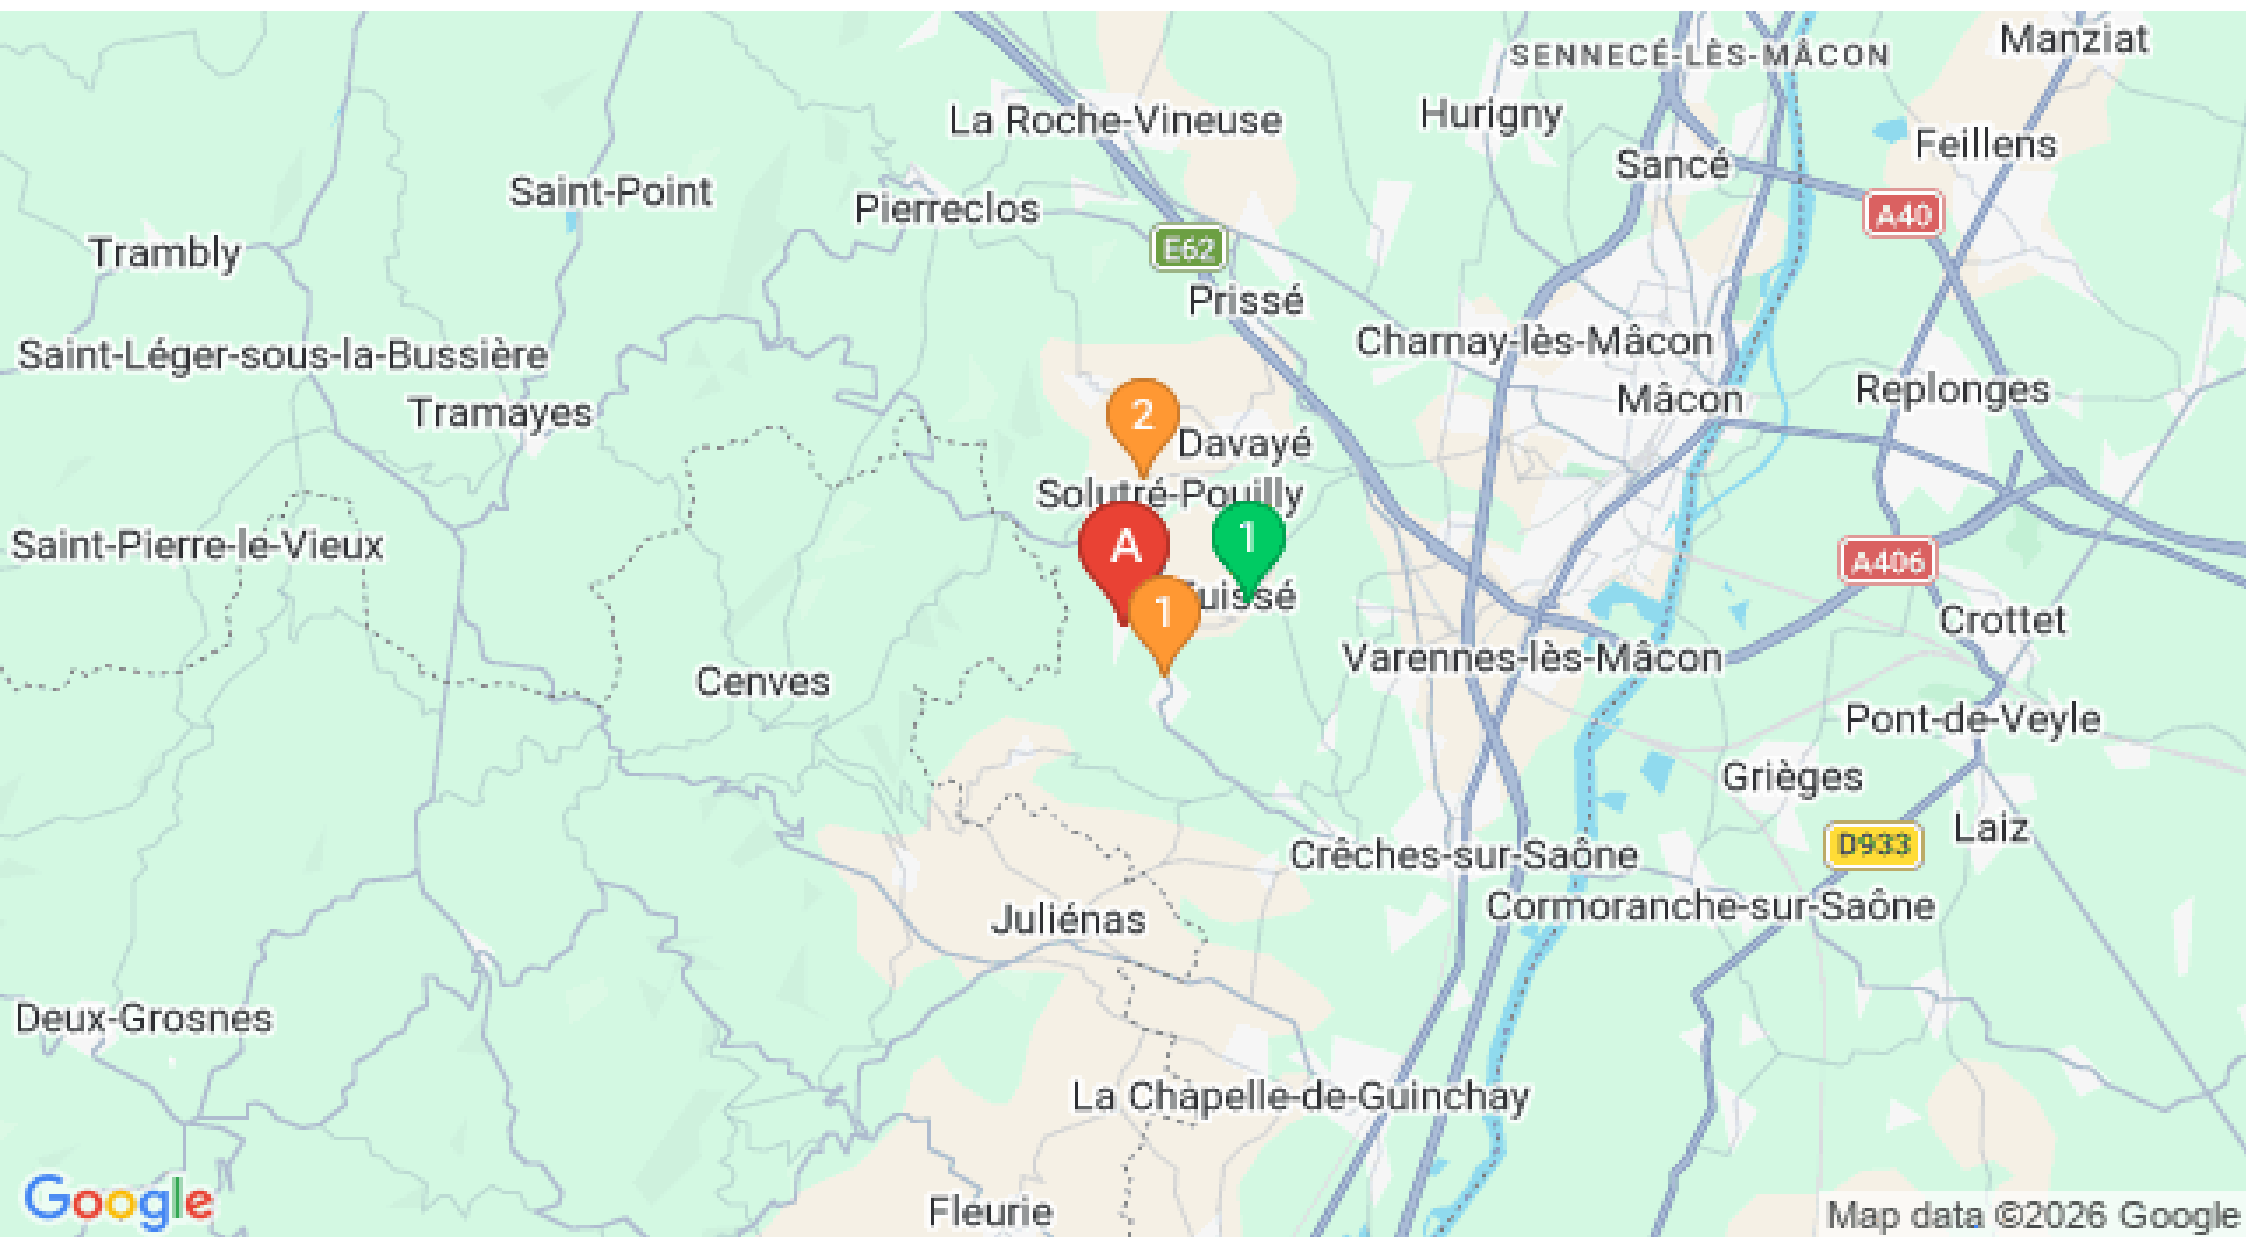 SENNECÉ-LÈS-MÂCON
Manziat
La Roche-Vineuse
Hurigny
Feillens
Sancé
Saint-Point
Pierreclos
A40
Trambly
E62
Prissé
Saint-Léger-sous-la-Bussière
Charnay-lès-Mâcon
Tramayes
2
Mâcon
Replonges
Davayé
Solutré-Pouilly
Saint-Pierre-le-Vieux
A
1
A406
uissé
1
Crottet
Cenves
Varennes-lès-Mâcon
Pont-de-Veyle
Grièges
Laiz
D933
Crêches-sur-Saône
Juliénas
Cormoranche-sur-Saône
Deux-Grosnes
La Chapelle-de-Guinchay
Google
Fleurie
Map data ©2026 Google